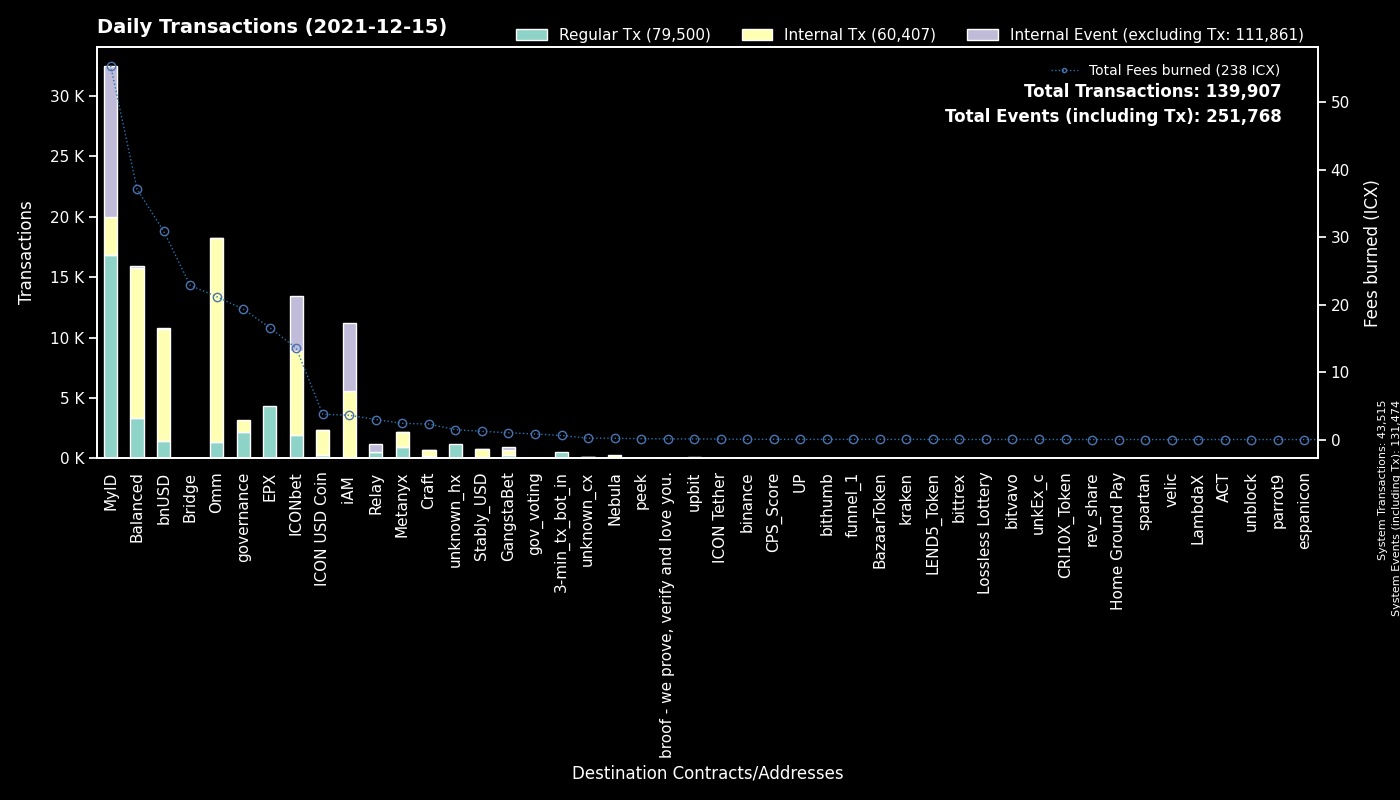 Daily Transactions (2021-12-15)
Regular Tx (79,500)
Internal Tx (60,407)
Internal Event (excluding Tx: 111,861)
Total Fees burned (238 ICX)
Total Transactions: 139,907
Total Events (including Tx): 251,768
Transactions
30 K
25 K
20 K
15 K
10 K
5 K
0 K
50
40
30
20
10
0
Fees burned (ICX)
System Transactions: 43,515
System Events (including Tx): 131,474
MyID
Balanced
bnUSD
Bridge
Omm
governance
EPX
ICONbet
ICON USD Coin
iAM
Relay
Metanyx
Craft
unknown_hx
Stably_USD
GangstaBet
gov_voting
3-min_tx_bot_in
unknown_cx
Nebula
peek
broof - we prove, verify and love you.
upbit
ICON Tether
binance
CPS_Score
UP
bithumb
funnel_1
BazaarToken
kraken
LEND5_Token
bittrex
Lossless Lottery
bitvavo
unkEx_c
CRI10X_Token
rev_share
Home Ground Pay
spartan
velic
LambdaX
ACT
unblock
parrot9
espanicon
Destination Contracts/Addresses